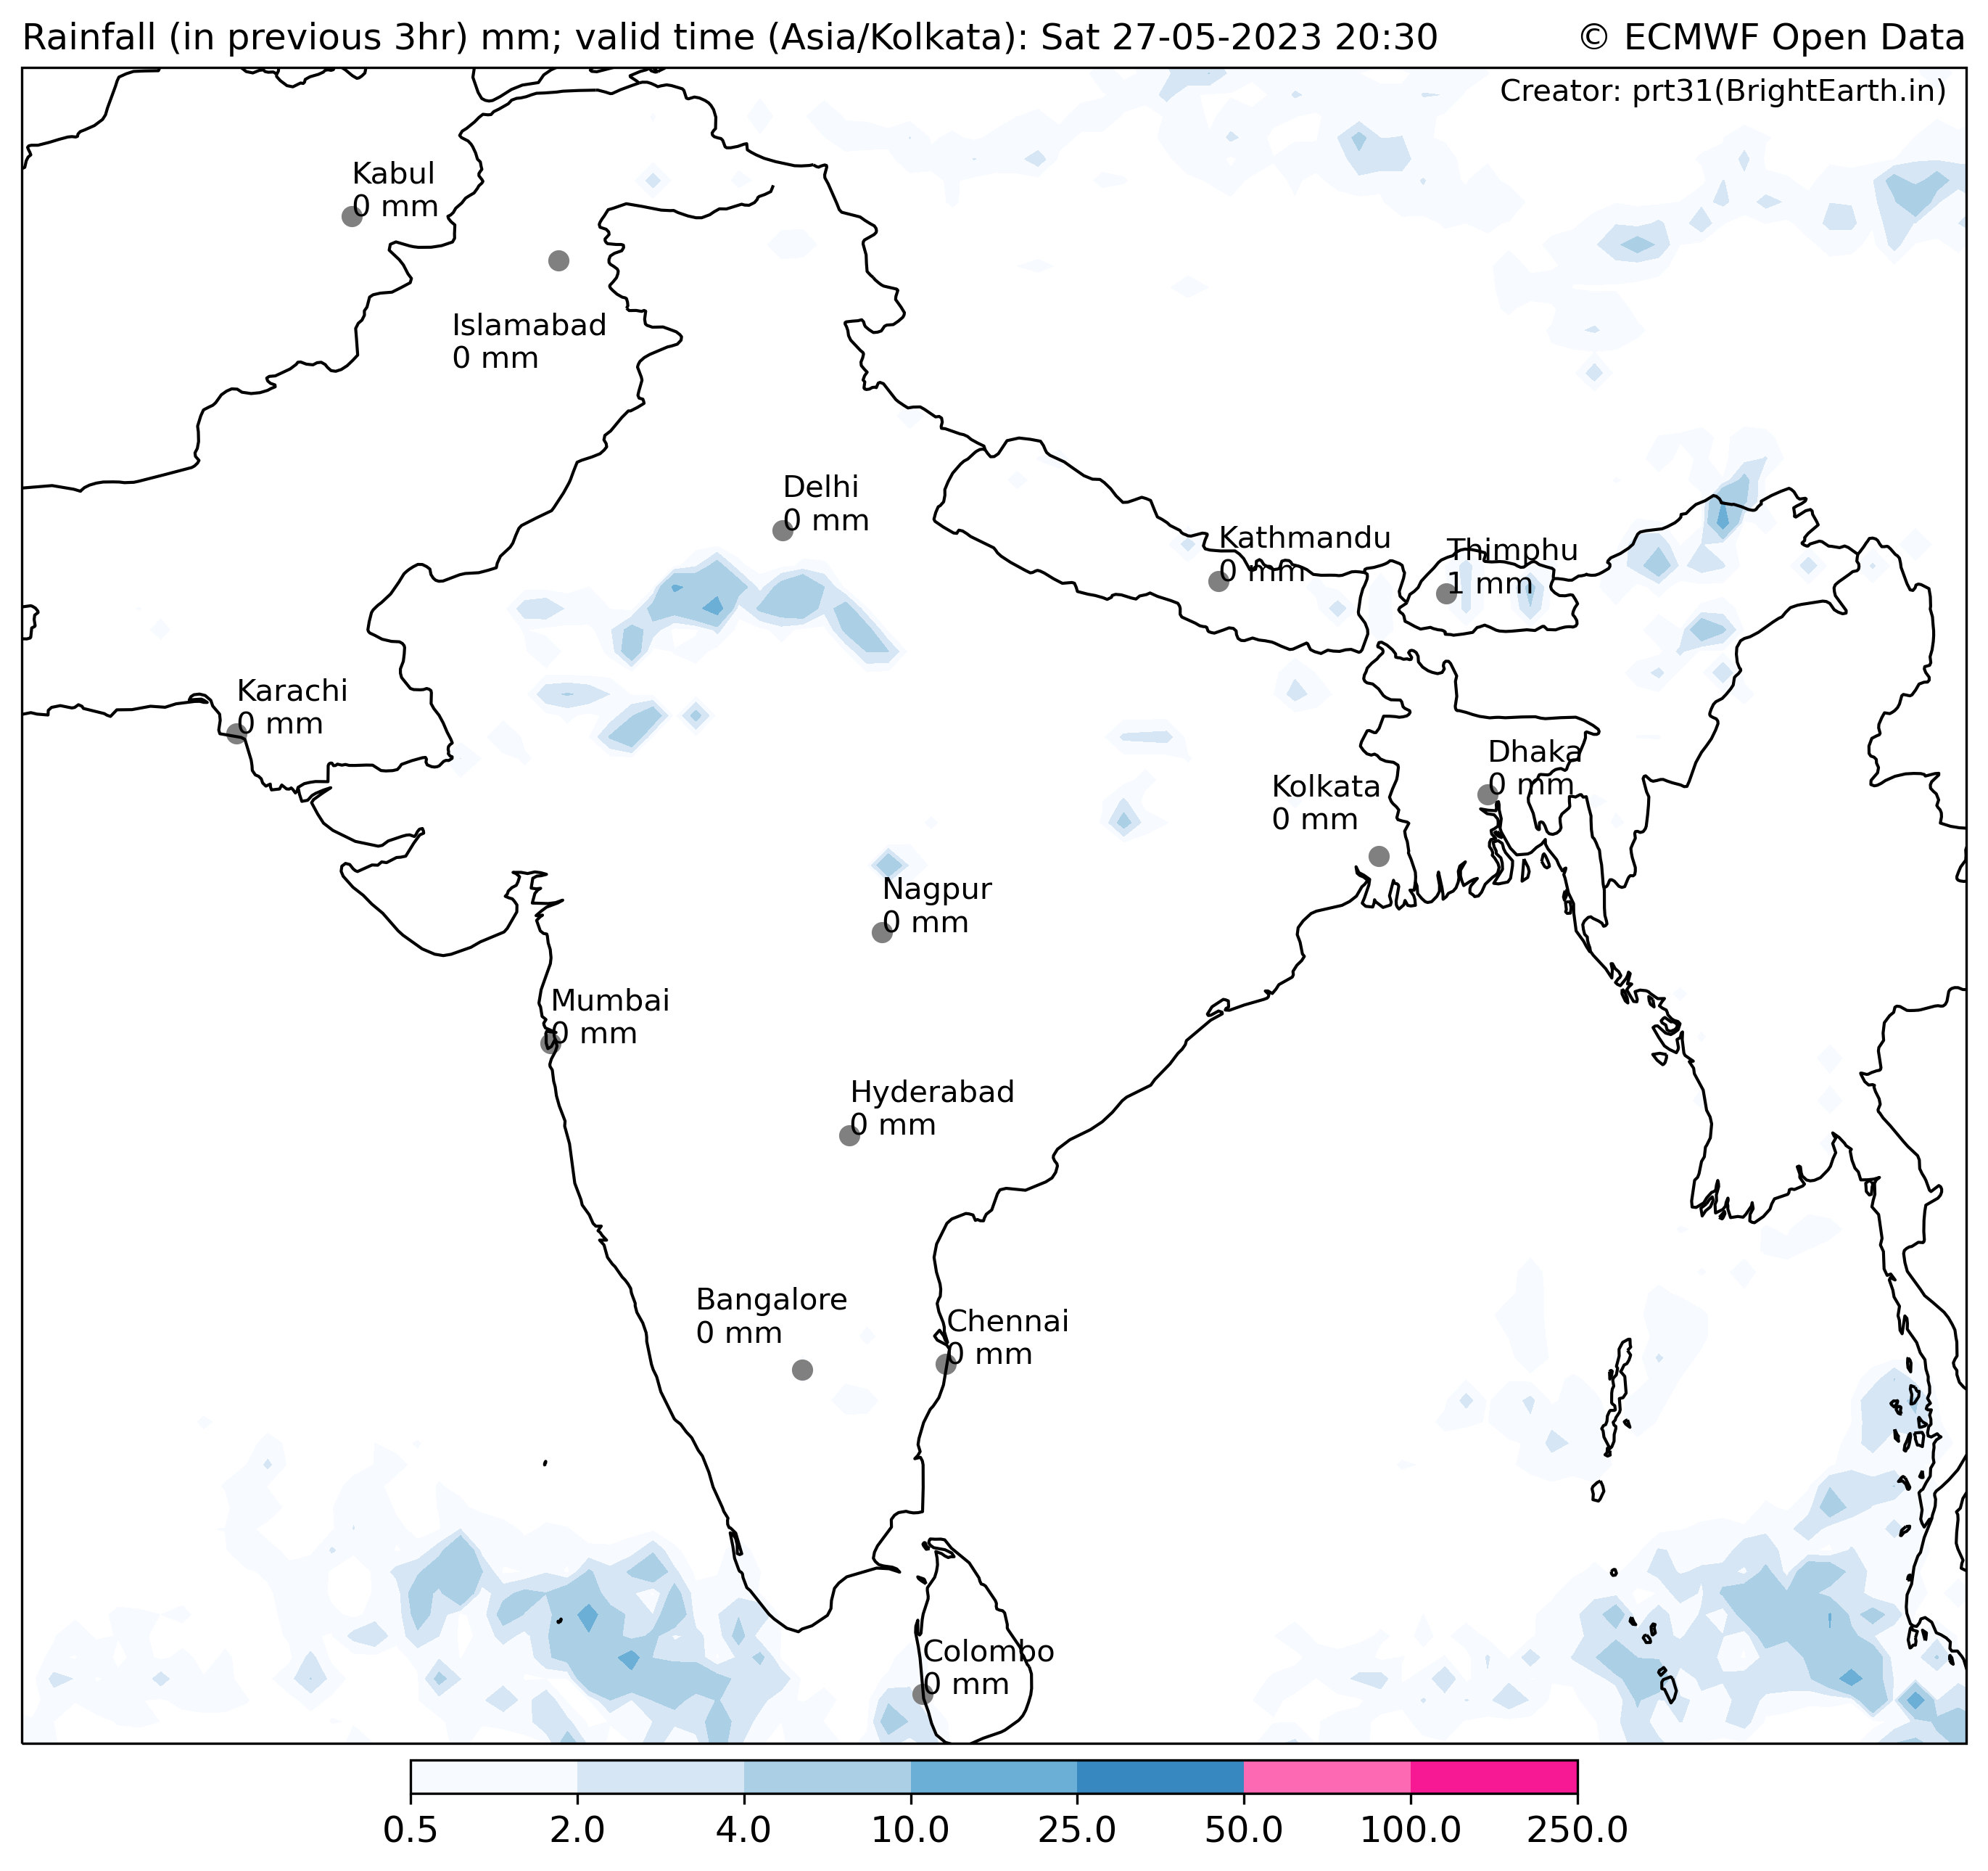 Rainfall (in previous 3hr) mm; valid time (Asia/Kolkata): Sat 27-05-2023 20:30
© ECMWF Open Data
Creator: prt31(BrightEarth.in)
Kabul
0 mm
Islamabad
0 mm
Delhi
0 mm
Kathmandu
0 mm
Thimphu
1 mm
Karachi
0 mm
Dhaka
0 mm
Kolkata
0 mm
Nagpur
0 mm
Mumbai
0 mm
Hyderabad
0 mm
Bangalore
0 mm
Chennai
0 mm
Colombo
0 mm
0.5 2.0 4.0 10.0 25.0 50.0 100.0 250.0